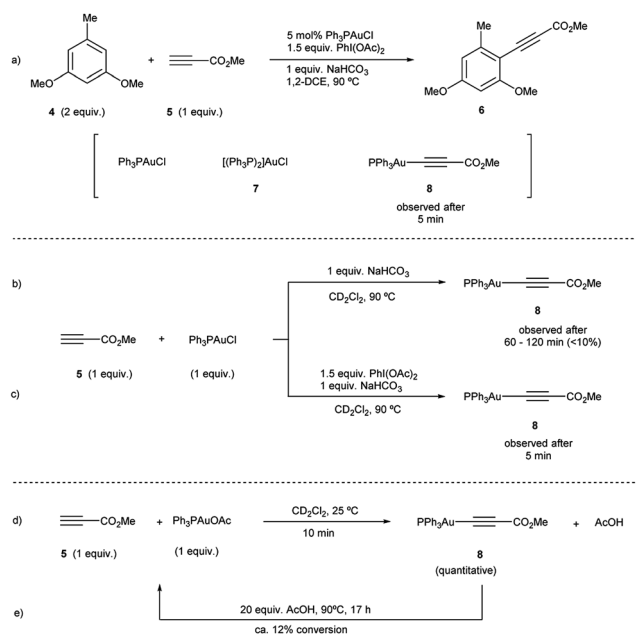 a)
Me
MeO
OMe
4 (2 equiv.)
+
CO₂Me
5 (1 equiv.)
5 mol% Ph₃PAuCl
1.5 equiv. PhI(OAc)₂
1 equiv. NaHCO₃
1,2-DCE, 90 ºC
Me
CO₂Me
MeO
OMe
6
Ph₃PAuCl
[(Ph₃P)₂]AuCl
7
PPh₃Au
CO₂Me
8
observed after
5 min
b)
CO₂Me
5 (1 equiv.)
+
Ph₃PAuCl
(1 equiv.)
1 equiv. NaHCO₃
CD₂Cl₂, 90 ºC
PPh₃Au
CO₂Me
8
observed after
60 - 120 min (<10%)
c)
1.5 equiv. PhI(OAc)₂
1 equiv. NaHCO₃
CD₂Cl₂, 90 ºC
PPh₃Au
CO₂Me
8
observed after
5 min
d)
CO₂Me
5 (1 equiv.)
+ Ph₃PAuOAc
(1 equiv.)
CD₂Cl₂, 25 ºC
10 min
PPh₃Au
CO₂Me
8
(quantitative)
+ AcOH
e)
20 equiv. AcOH, 90ºC, 17 h
ca. 12% conversion